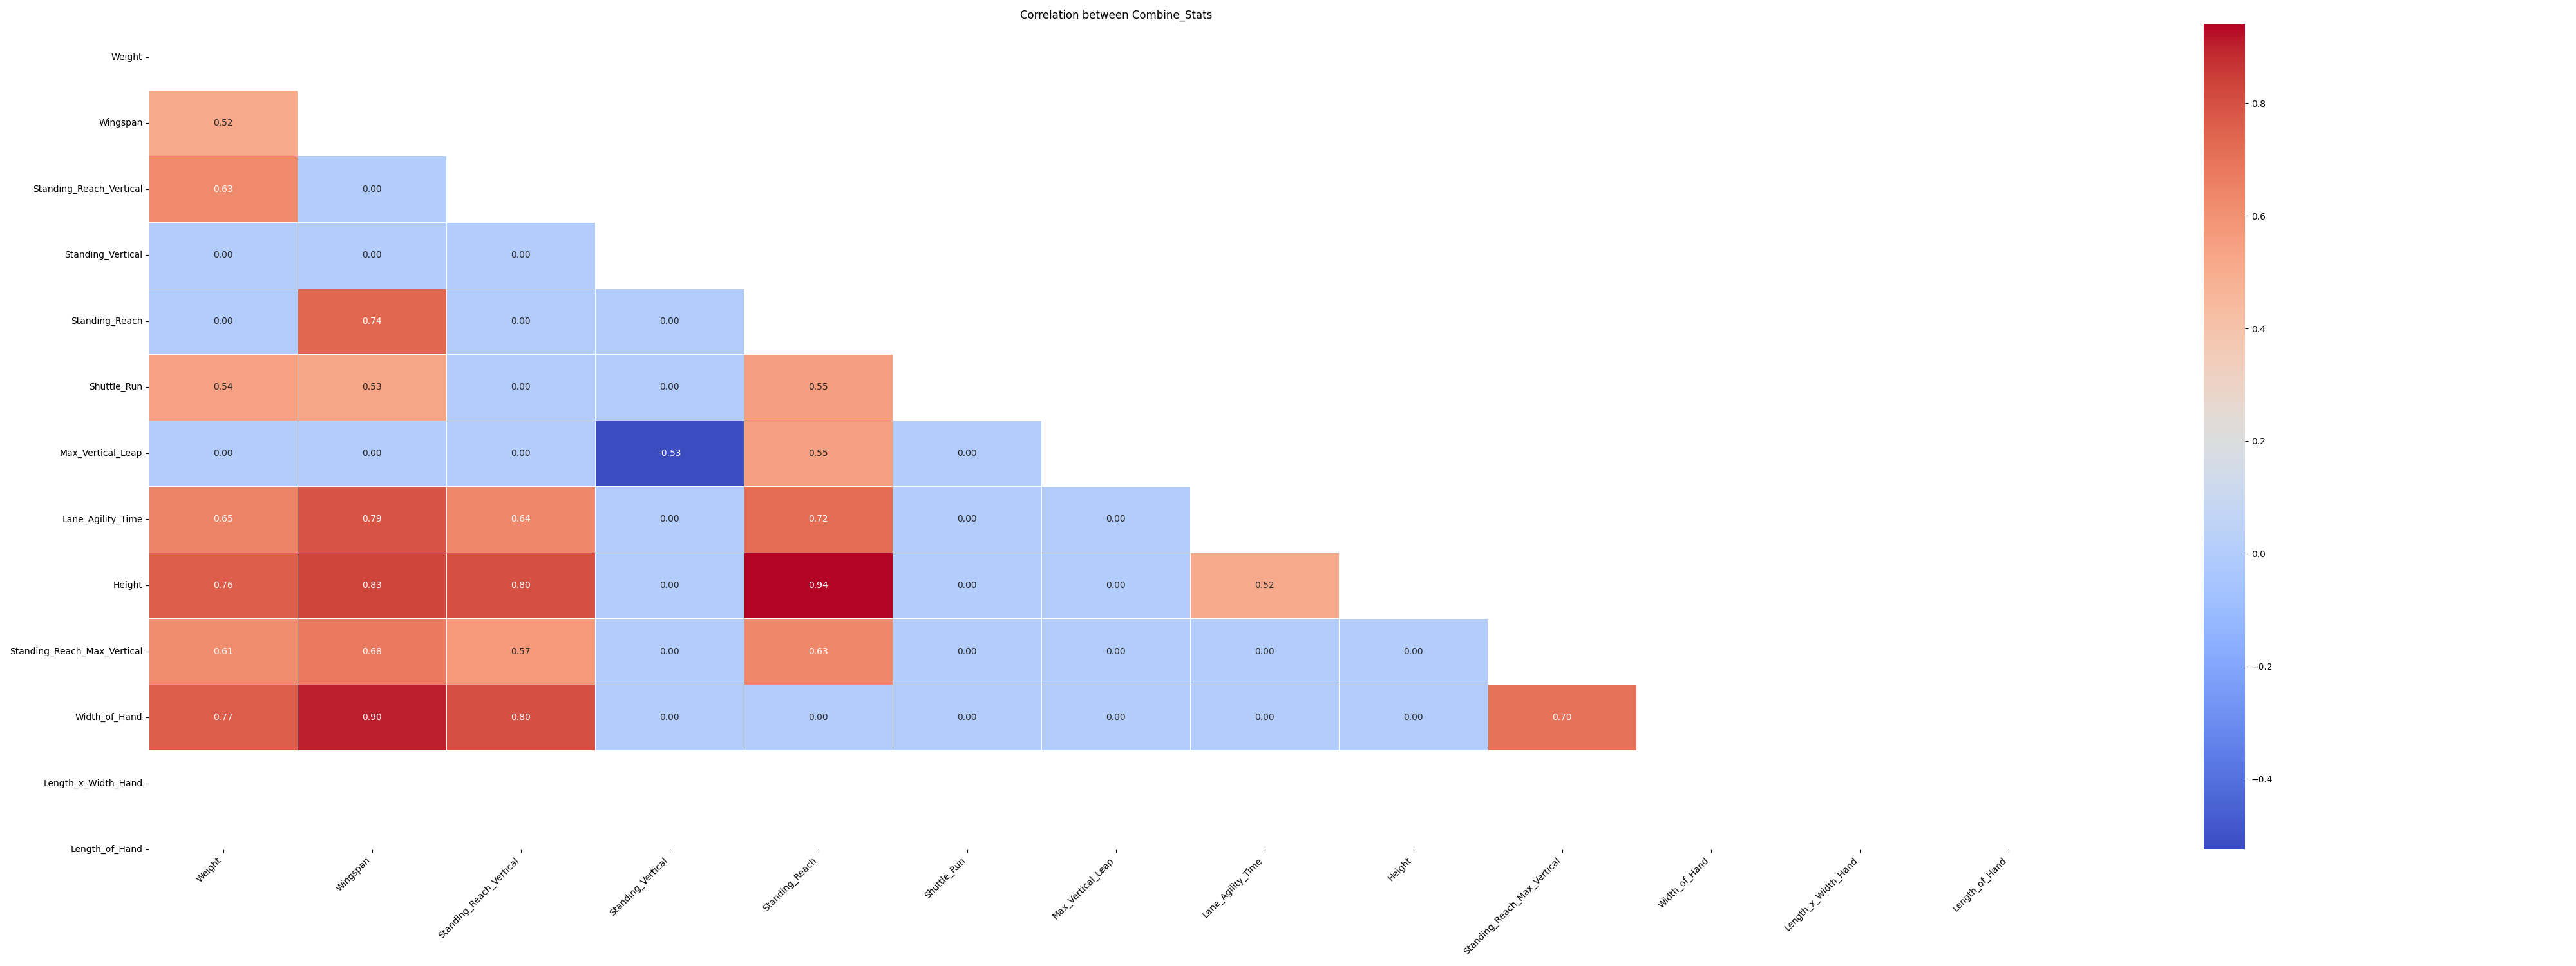 Correlation between Combine_Stats
Weight
Wingspan 0.52
Standing_Reach_Vertical 0.63 0.00
Standing_Vertical 0.00 0.00 0.00
Standing_Reach 0.00 0.74 0.00 0.00
Shuttle_Run 0.54 0.53 0.00 0.00 0.55
Max_Vertical_Leap 0.00 0.00 0.00 -0.53 0.55 0.00
Lane_Agility_Time 0.65 0.79 0.64 0.00 0.72 0.00 0.00
Height 0.76 0.83 0.80 0.00 0.94 0.00 0.00 0.52
Standing_Reach_Max_Vertical 0.61 0.68 0.57 0.00 0.63 0.00 0.00 0.00 0.00
Width_of_Hand 0.77 0.90 0.80 0.00 0.00 0.00 0.00 0.00 0.00 0.70
Length_x_Width_Hand
Length_of_Hand
Weight
Wingspan
Standing_Reach_Vertical
Standing_Vertical
Standing_Reach
Shuttle_Run
Max_Vertical_Leap
Lane_Agility_Time
Height
Standing_Reach_Max_Vertical
Width_of_Hand
Length_x_Width_Hand
Length_of_Hand
0.8
0.6
0.4
0.2
0.0
−0.2
−0.4